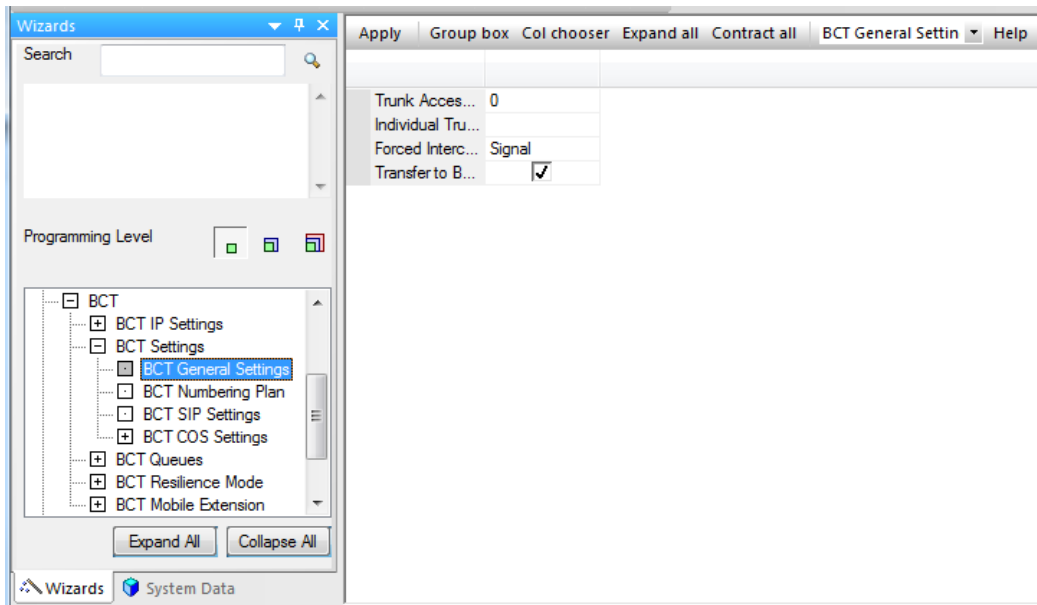 Wizards
Search
Programming Level
BCT
BCT IP Settings
BCT Settings
BCT General Settings
BCT Numbering Plan
BCT SIP Settings
BCT COS Settings
BCT Queues
BCT Resilience Mode
BCT Mobile Extension
Expand All Collapse All
Wizards System Data
Apply Group box Col chooser Expand all Contract all BCT General Settin Help
Trunk Acces... 0
Individual Tru...
Forced Interc... Signal
Transfer to B...